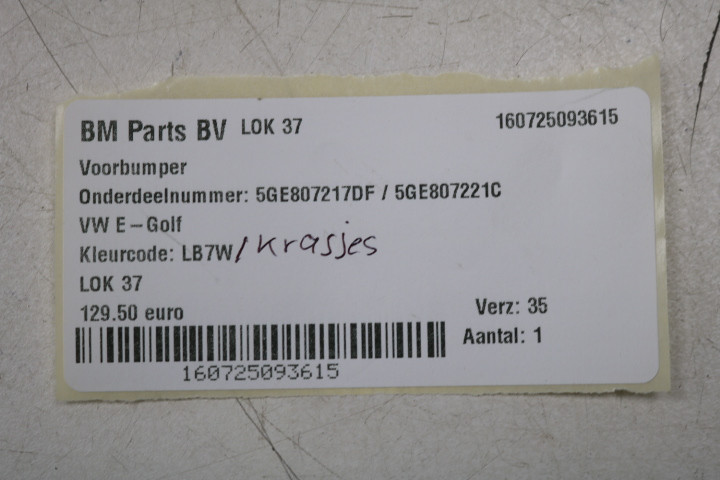 BM Parts BV LOK 37 160725093615
Voorbumper
Onderdeelnummer: 5GE807217DF / 5GE807221C
VW E-Golf
Kleurcode: LB7W / krasjes
LOK 37
129.50 euro Verz: 35
Aantal: 1
160725093615